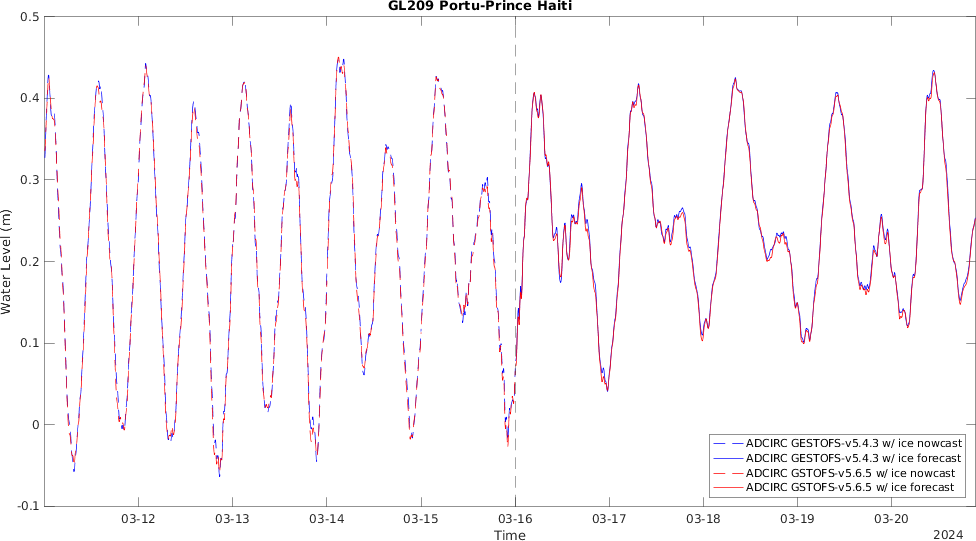 GL209 Portu-Prince Haiti
0.5
0.4
0.3
0.2
0.1
0
-0.1
Water Level (m)
ADCIRC GESTOFS-v5.4.3 w/ ice nowcast
ADCIRC GESTOFS-v5.4.3 w/ ice forecast
ADCIRC GSTOFS-v5.6.5 w/ ice nowcast
ADCIRC GSTOFS-v5.6.5 w/ ice forecast
03-12 03-13 03-14 03-15 03-16 03-17 03-18 03-19 03-20
Time
2024